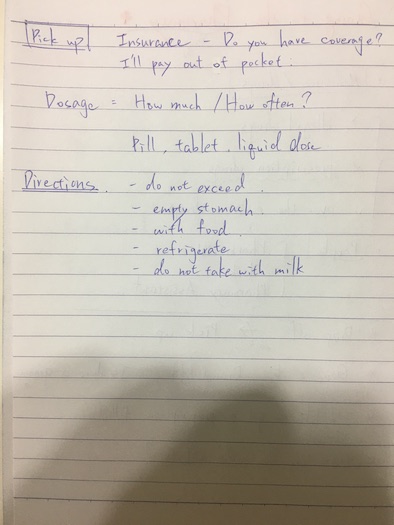 Pick up! Insurance - Do you have coverage?
I'll pay out of pocket.
Dosage = How much / How often?
Pill, tablet, liquid dose
Directions. - do not exceed.
- empty stomach.
- with food.
- refrigerate
- do not take with milk